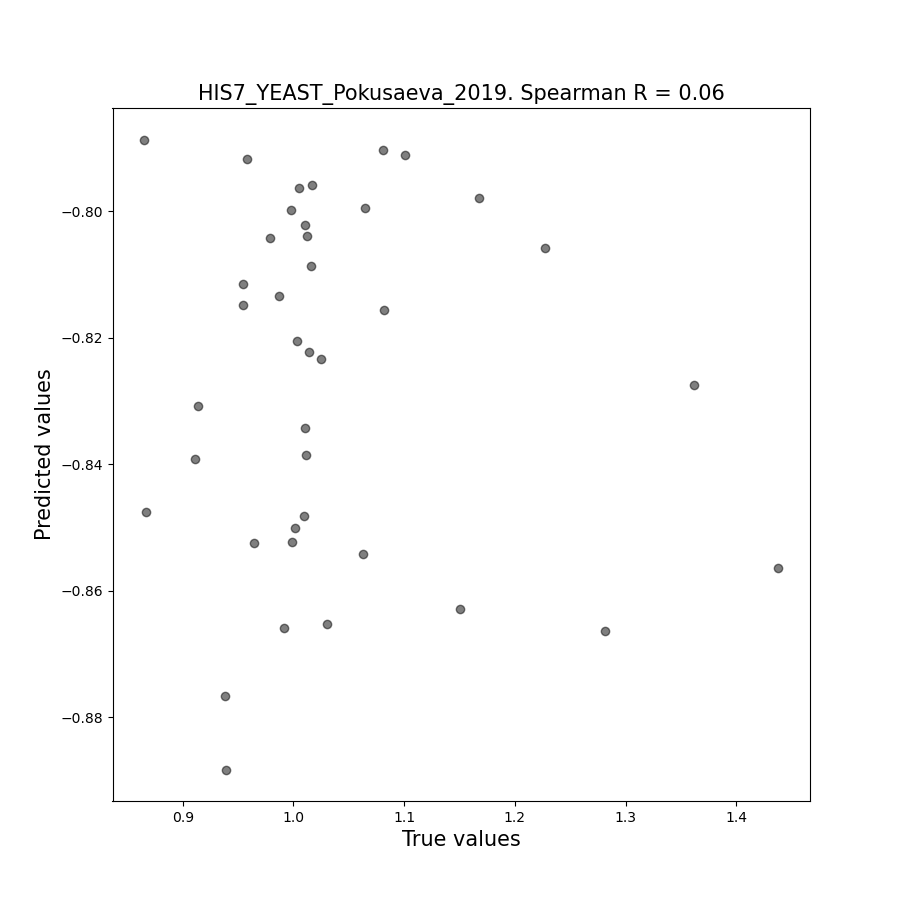 HIS7_YEAST_Pokusaeva_2019. Spearman R = 0.06
Predicted values
−0.80
−0.82
−0.84
−0.86
−0.88
0.9 1.0 1.1 1.2 1.3 1.4
True values